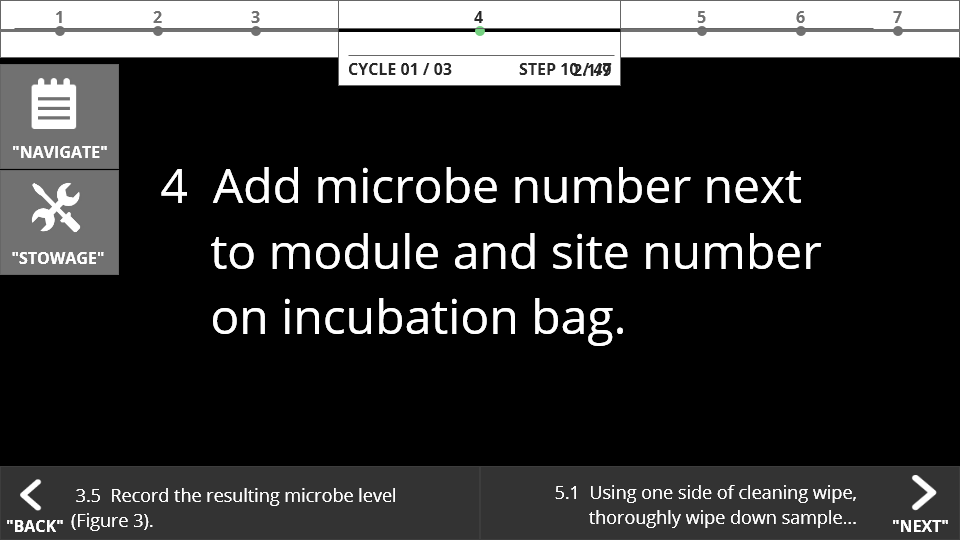 1 2 3 4 5 6 7
CYCLE 01 / 03 STEP
"NAVIGATE"
"STOWAGE"
4 Add microbe number next
to module and site number
on incubation bag.
3.5 Record the resulting microbe level
(Figure 3).
"BACK"
5.1 Using one side of cleaning wipe,
thoroughly wipe down sample...
"NEXT"